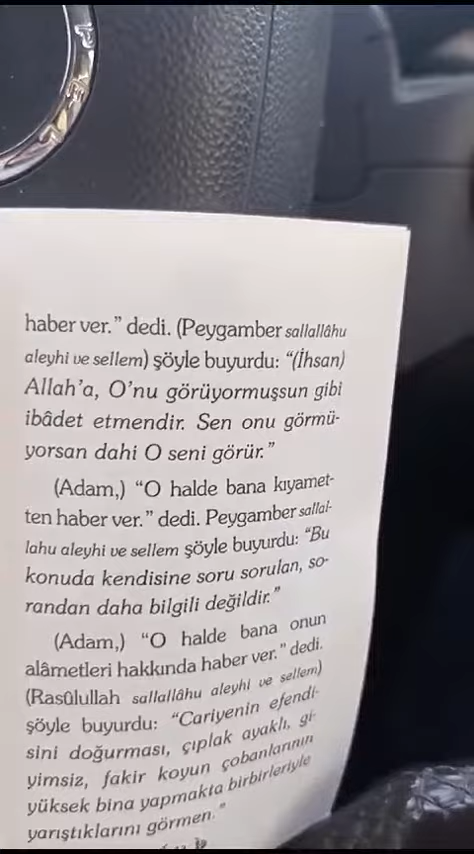 haber ver.” dedi. (Peygamber sallallâhu
aleyhi ve sellem) şöyle buyurdu: “(İhsan)
Allah’a, O’nu görüyormuşsun gibi
ibâdet etmendir. Sen onu görmü-
yorsan dahi O seni görür.”
(Adam,) “O halde bana kıyamet-
ten haber ver.” dedi. Peygamber sallal-
lahu aleyhi ve sellem şöyle buyurdu: “Bu
konuda kendisine soru sorulan, so-
randan daha bilgili değildir.”
(Adam,) “O halde bana onun
alâmetleri hakkında haber ver.” dedi.
(Rasûlullah sallallâhu aleyhi ve sellem)
şöyle buyurdu: “Cariyenin efendi-
sini doğurması, çıplak ayaklı, gi-
yimsiz, fakir koyun çobanlarının
yüksek bina yapmakta birbirleriyle
yarıştıklarını görmen.”